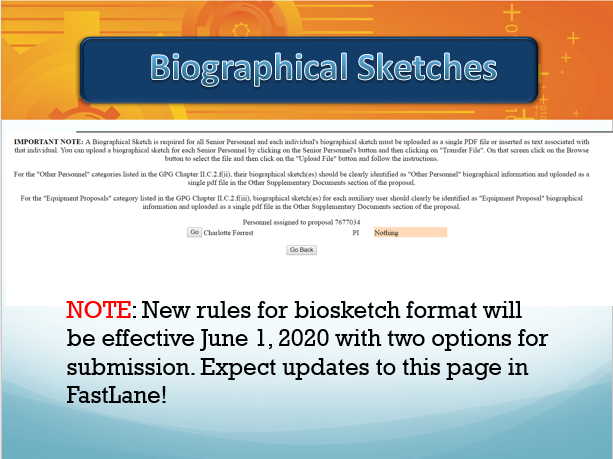 Biographical Sketches
IMPORTANT NOTE: A Biographical Sketch is required for all Senior Personnel and each individual's biographical sketch must be uploaded as a single PDF file or inserted as text associated with
that individual. You can upload a biographical sketch for each Senior Personnel by clicking on the Senior Personnel's button and then clicking on "Transfer File". On that screen click on the Browse
button to select the file and then click on the "Upload File" button and follow the instructions.
For the "Other Personnel" categories listed in the GPG Chapter II.C.2.f(ii), their biographical sketch(es) should be clearly identified as "Other Personnel" biographical information and uploaded as a
single pdf file in the Other Supplementary Documents section of the proposal.
For the "Equipment Proposals" category listed in the GPG Chapter II.C.2.f(iii), biographical sketch(es) for each auxiliary user should clearly be identified as "Equipment Proposal" biographical
information and uploaded as a single pdf file in the Other Supplementary Documents section of the proposal.
Personnel assigned to proposal 7677034
Go Charlotte Forrest PI Nothing
Go Back
NOTE: New rules for biosketch format will
be effective June 1, 2020 with two options for
submission. Expect updates to this page in
FastLane!